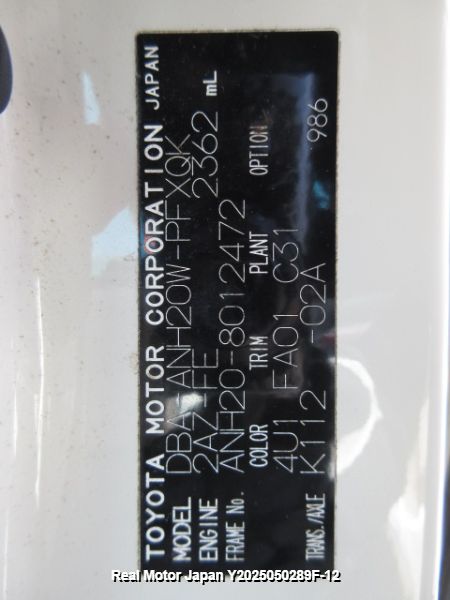 TOYOTA MOTOR CORPORATION JAPAN
MODEL DBA-ANH20W-PFXQK
ENGINE 2AZ-FE 2362 mL
FRAME No. ANH20-8012472
COLOR TRIM PLANT OPTION
4U1 FA01 C31
TRANS./AXLE K112 -02A 986
Real Motor Japan Y2025050289F-12